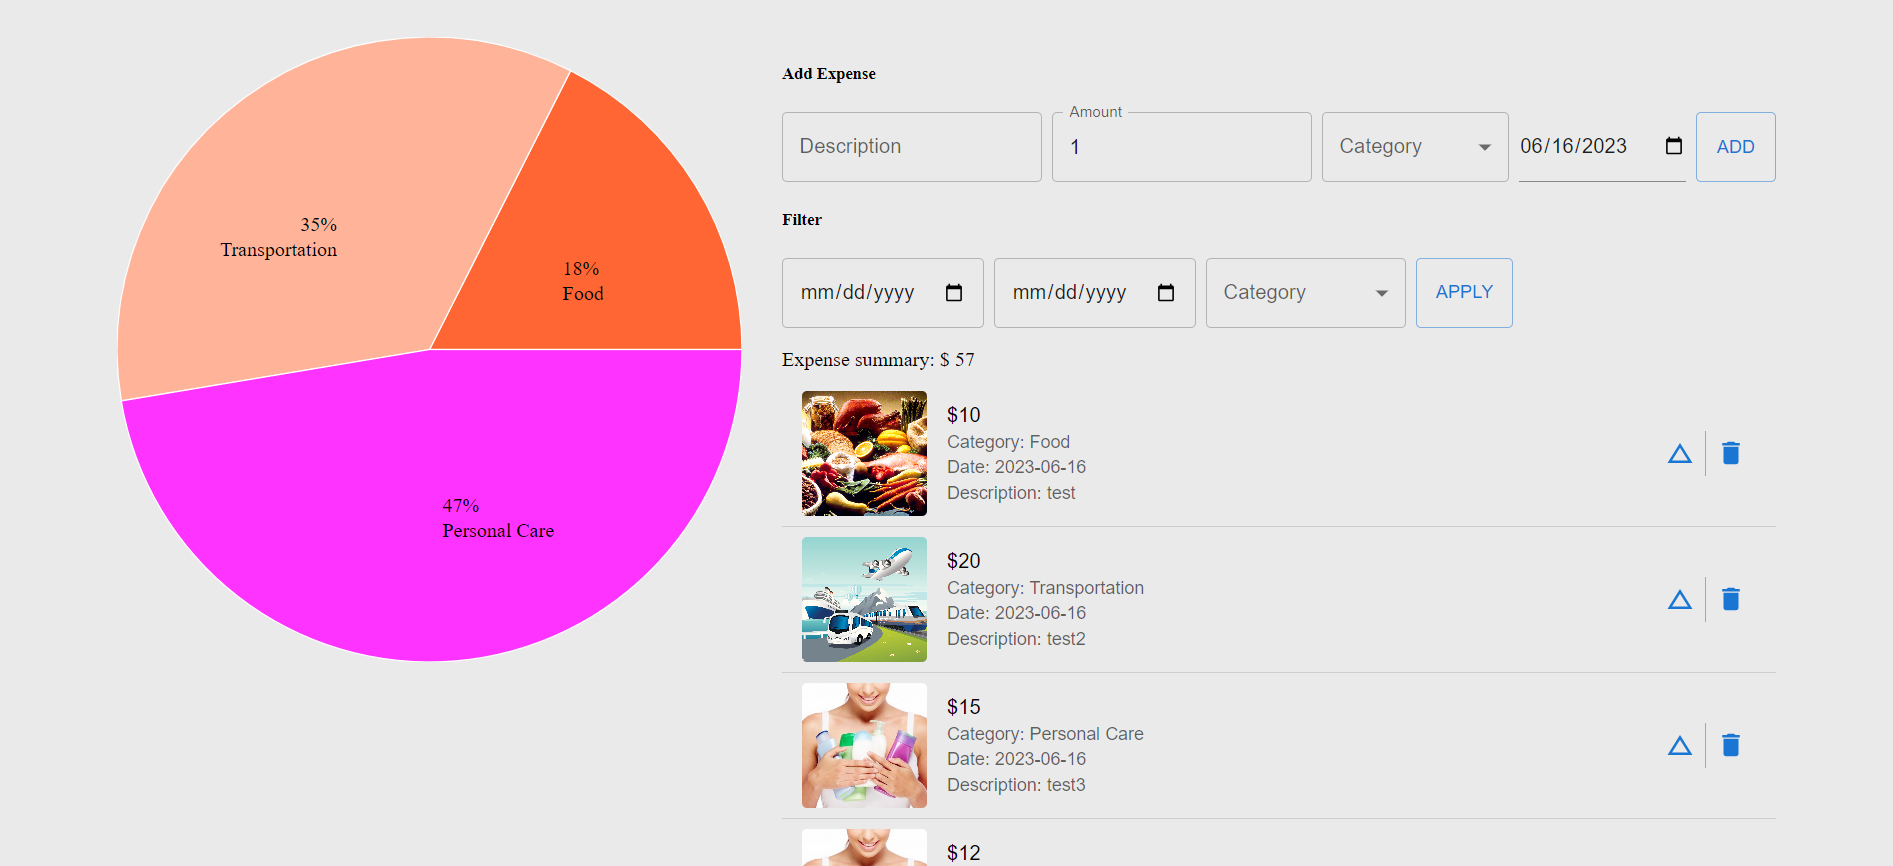 35%
Transportation
18%
Food
47%
Personal Care
Add Expense
Description
Amount
1
Category
06/16/2023
ADD
Filter
mm/dd/yyyy
mm/dd/yyyy
Category
APPLY
Expense summary: $ 57
$10
Category: Food
Date: 2023-06-16
Description: test
$20
Category: Transportation
Date: 2023-06-16
Description: test2
$15
Category: Personal Care
Date: 2023-06-16
Description: test3
$12